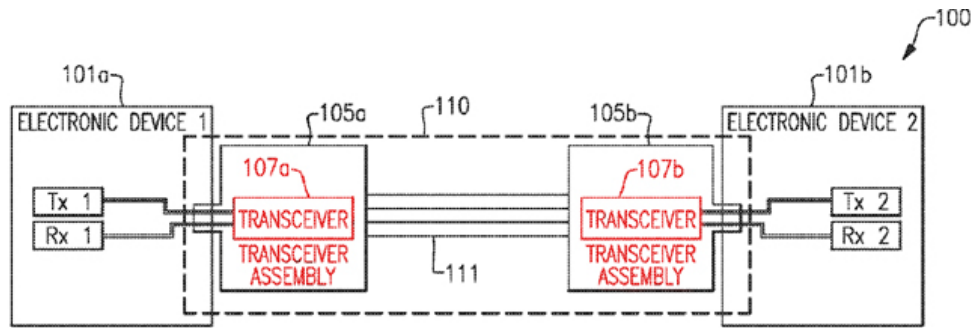 100
101a
101b
ELECTRONIC DEVICE 1
105a
110
105b
ELECTRONIC DEVICE 2
107a
107b
Tx 1
TRANSCEIVER
TRANSCEIVER
Tx 2
Rx 1
Rx 2
TRANSCEIVER
ASSEMBLY
TRANSCEIVER
ASSEMBLY
111